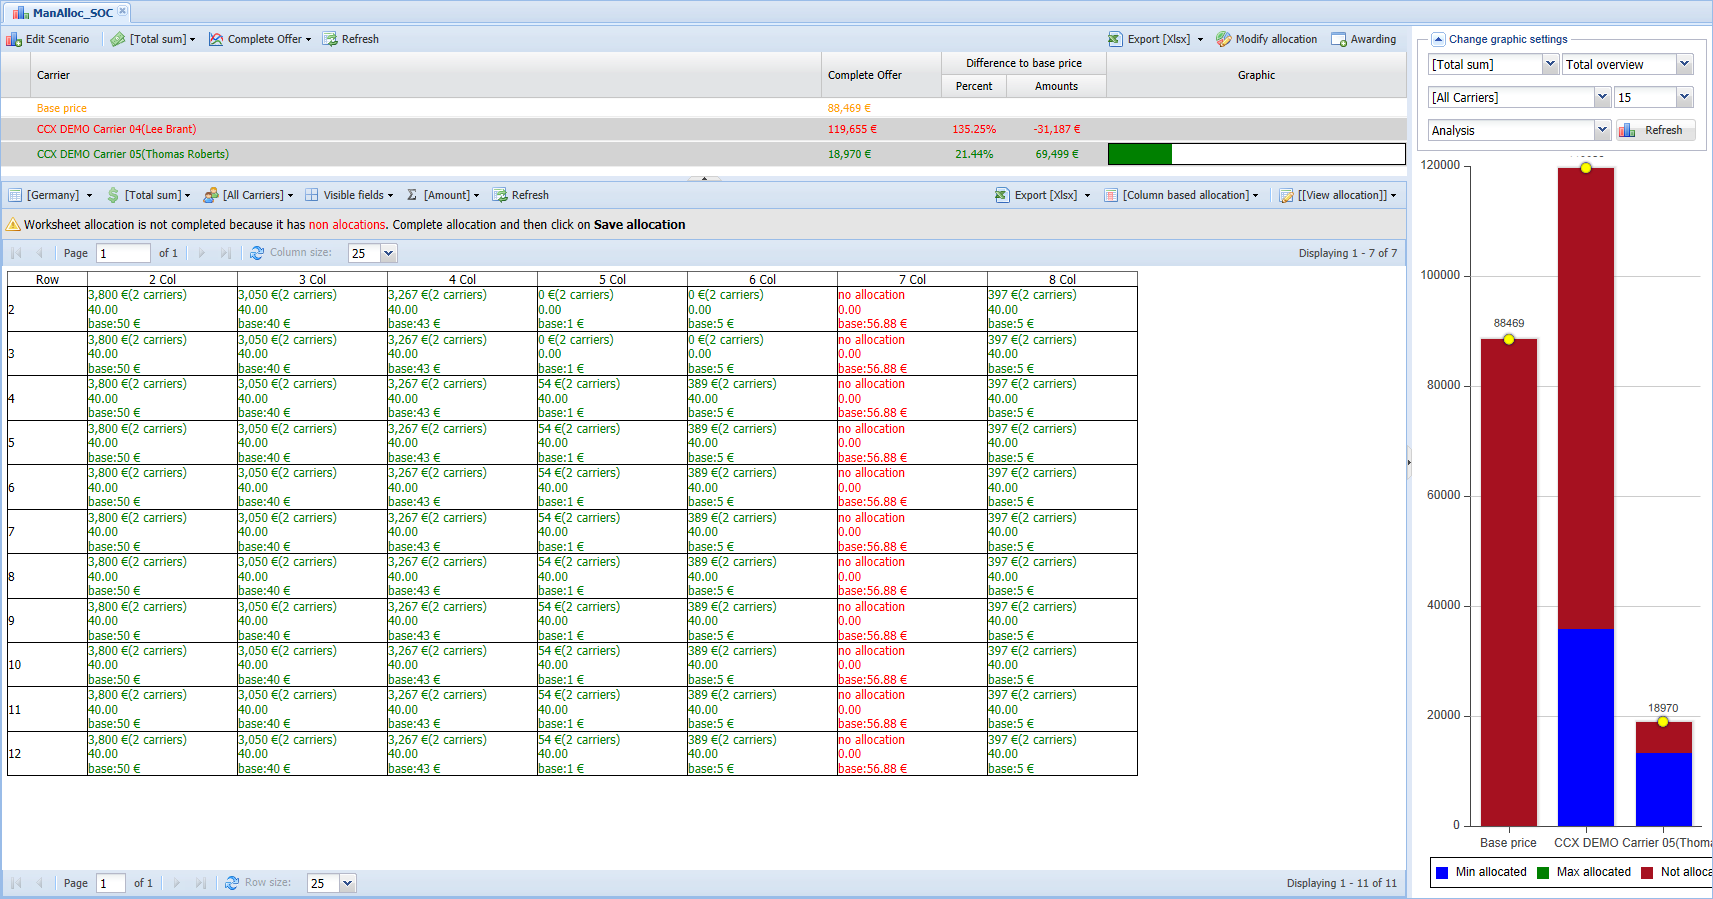 ManAlloc_SOC
Edit Scenario [Total sum] Complete Offer Refresh Export [Xlsx] Modify allocation Awarding
Carrier Complete Offer Difference to base price Graphic
Percent Amounts
Base price 88,469 €
CCX DEMO Carrier 04(Lee Brant) 119,655 € 135.25% -31,187 €
CCX DEMO Carrier 05(Thomas Roberts) 18,970 € 21.44% 69,499 €
[Germany] [Total sum] [All Carriers] Visible fields Σ [Amount] Refresh Export [Xlsx] [Column based allocation] [[View allocation]]
Worksheet allocation is not completed because it has non alocations. Complete allocation and then click on Save allocation
Page 1 of 1 Column size: 25 Displaying 1 - 7 of 7
Row 2 Col 3 Col 4 Col 5 Col 6 Col 7 Col 8 Col
3,800 €(2 carriers) 3,050 €(2 carriers) 3,267 €(2 carriers) 0 €(2 carriers) 0 €(2 carriers) no allocation 397 €(2 carriers)
2 40.00 40.00 40.00 0.00 0.00 0.00 40.00
base:50 € base:40 € base:43 € base:1 € base:5 € base:56.88 € base:5 €
3,800 €(2 carriers) 3,050 €(2 carriers) 3,267 €(2 carriers) 0 €(2 carriers) 0 €(2 carriers) no allocation 397 €(2 carriers)
3 40.00 40.00 40.00 0.00 0.00 0.00 40.00
base:50 € base:40 € base:43 € base:1 € base:5 € base:56.88 € base:5 €
3,800 €(2 carriers) 3,050 €(2 carriers) 3,267 €(2 carriers) 54 €(2 carriers) 389 €(2 carriers) no allocation 397 €(2 carriers)
4 40.00 40.00 40.00 40.00 40.00 0.00 40.00
base:50 € base:40 € base:43 € base:1 € base:5 € base:56.88 € base:5 €
3,800 €(2 carriers) 3,050 €(2 carriers) 3,267 €(2 carriers) 54 €(2 carriers) 389 €(2 carriers) no allocation 397 €(2 carriers)
5 40.00 40.00 40.00 40.00 40.00 0.00 40.00
base:50 € base:40 € base:43 € base:1 € base:5 € base:56.88 € base:5 €
3,800 €(2 carriers) 3,050 €(2 carriers) 3,267 €(2 carriers) 54 €(2 carriers) 389 €(2 carriers) no allocation 397 €(2 carriers)
6 40.00 40.00 40.00 40.00 40.00 0.00 40.00
base:50 € base:40 € base:43 € base:1 € base:5 € base:56.88 € base:5 €
3,800 €(2 carriers) 3,050 €(2 carriers) 3,267 €(2 carriers) 54 €(2 carriers) 389 €(2 carriers) no allocation 397 €(2 carriers)
7 40.00 40.00 40.00 40.00 40.00 0.00 40.00
base:50 € base:40 € base:43 € base:1 € base:5 € base:56.88 € base:5 €
3,800 €(2 carriers) 3,050 €(2 carriers) 3,267 €(2 carriers) 54 €(2 carriers) 389 €(2 carriers) no allocation 397 €(2 carriers)
8 40.00 40.00 40.00 40.00 40.00 0.00 40.00
base:50 € base:40 € base:43 € base:1 € base:5 € base:56.88 € base:5 €
3,800 €(2 carriers) 3,050 €(2 carriers) 3,267 €(2 carriers) 54 €(2 carriers) 389 €(2 carriers) no allocation 397 €(2 carriers)
9 40.00 40.00 40.00 40.00 40.00 0.00 40.00
base:50 € base:40 € base:43 € base:1 € base:5 € base:56.88 € base:5 €
3,800 €(2 carriers) 3,050 €(2 carriers) 3,267 €(2 carriers) 54 €(2 carriers) 389 €(2 carriers) no allocation 397 €(2 carriers)
10 40.00 40.00 40.00 40.00 40.00 0.00 40.00
base:50 € base:40 € base:43 € base:1 € base:5 € base:56.88 € base:5 €
3,800 €(2 carriers) 3,050 €(2 carriers) 3,267 €(2 carriers) 54 €(2 carriers) 389 €(2 carriers) no allocation 397 €(2 carriers)
11 40.00 40.00 40.00 40.00 40.00 0.00 40.00
base:50 € base:40 € base:43 € base:1 € base:5 € base:56.88 € base:5 €
3,800 €(2 carriers) 3,050 €(2 carriers) 3,267 €(2 carriers) 54 €(2 carriers) 389 €(2 carriers) no allocation 397 €(2 carriers)
12 40.00 40.00 40.00 40.00 40.00 0.00 40.00
base:50 € base:40 € base:43 € base:1 € base:5 € base:56.88 € base:5 €
Page 1 of 1 Row size: 25 Displaying 1 - 11 of 11
Change graphic settings
[Total sum] Total overview
[All Carriers] 15
Analysis Refresh
120000
100000
88469
80000
60000
40000
18970
20000
0
Base price CCX DEMO Carrier 05(Thoma
Min allocated Max allocated Not alloca